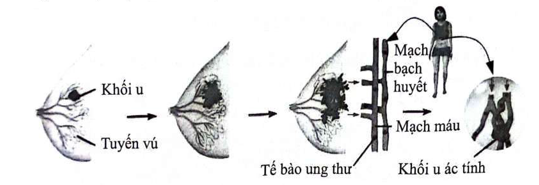 Khối u
Tuyến vú
Mạch
bạch
huyết
Mạch máu
Tế bào ung thư
Khối u ác tính